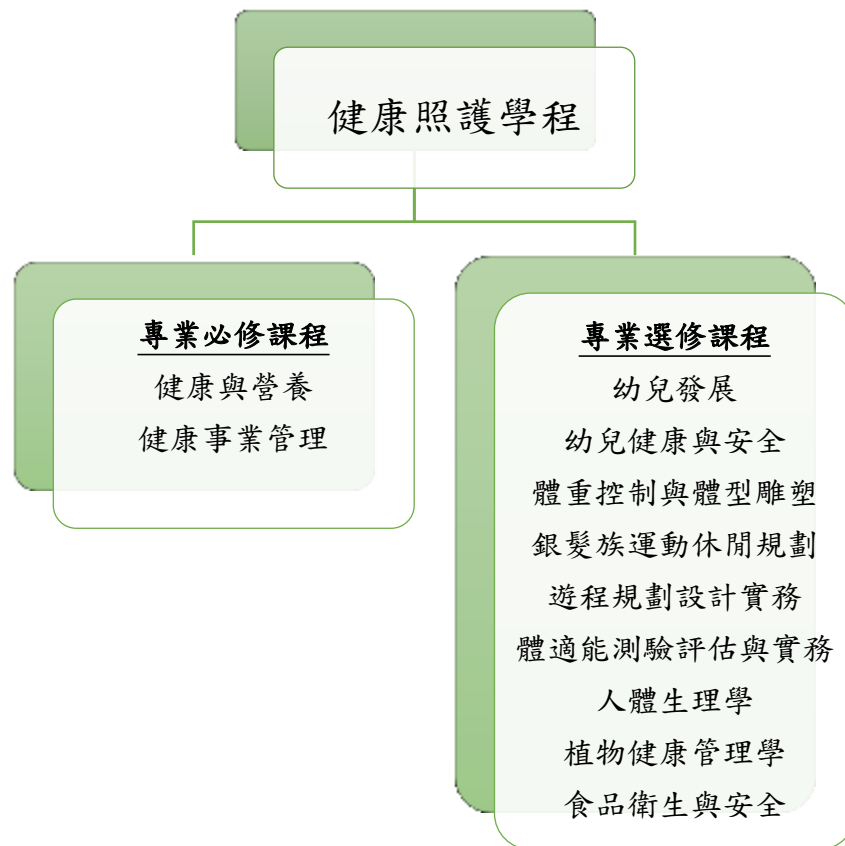 健康照護學程
專業必修課程
健康與營養
健康事業管理
專業選修課程
幼兒發展
幼兒健康與安全
體重控制與體型雕塑
銀髮族運動休閒規劃
遊程規劃設計實務
體適能測驗評估與實務
人體生理學
植物健康管理學
食品衛生與安全